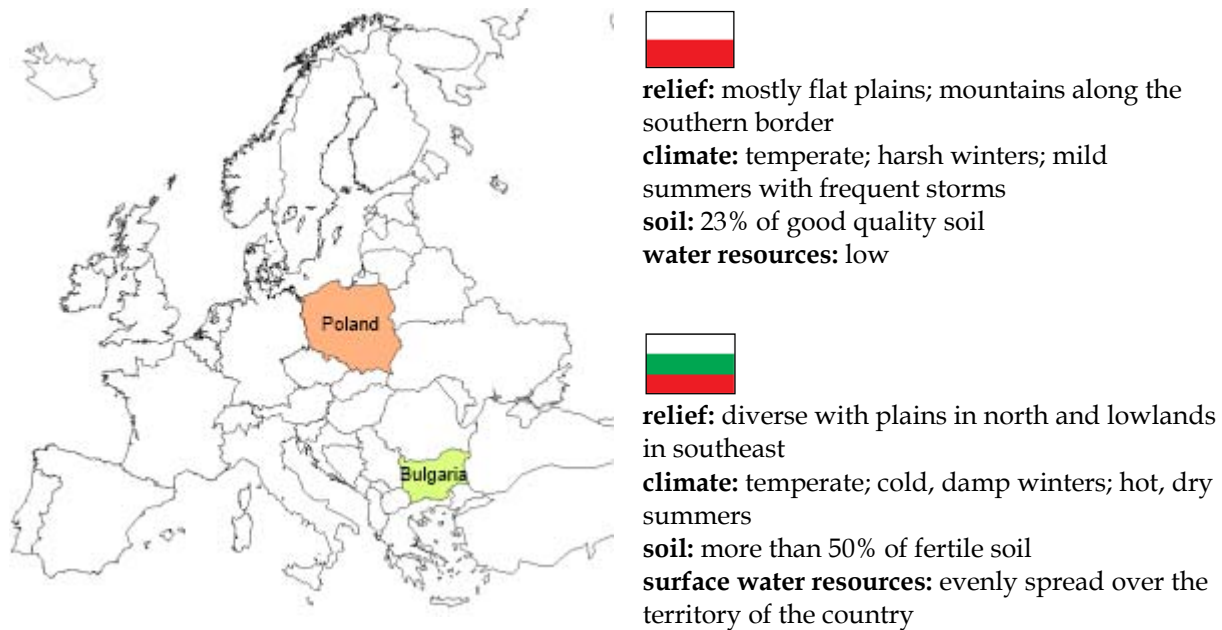 Poland
Bulgaria
relief: mostly flat plains; mountains along the
southern border
climate: temperate; harsh winters; mild
summers with frequent storms
soil: 23% of good quality soil
water resources: low
relief: diverse with plains in north and lowlands
in southeast
climate: temperate; cold, damp winters; hot, dry
summers
soil: more than 50% of fertile soil
surface water resources: evenly spread over the
territory of the country